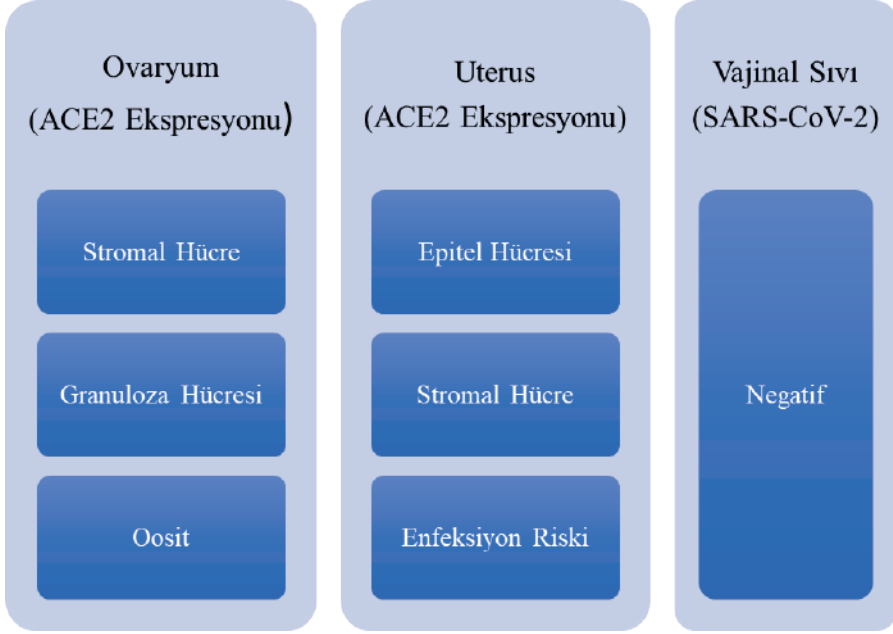 Ovaryum
(ACE2 Ekspresyonu)
Stromal Hücre
Granuloza Hücresi
Oosit
Uterus
(ACE2 Ekspresyonu)
Epitel Hücresi
Stromal Hücre
Enfeksiyon Riski
Vajinal Sıvı
(SARS-CoV-2)
Negatif